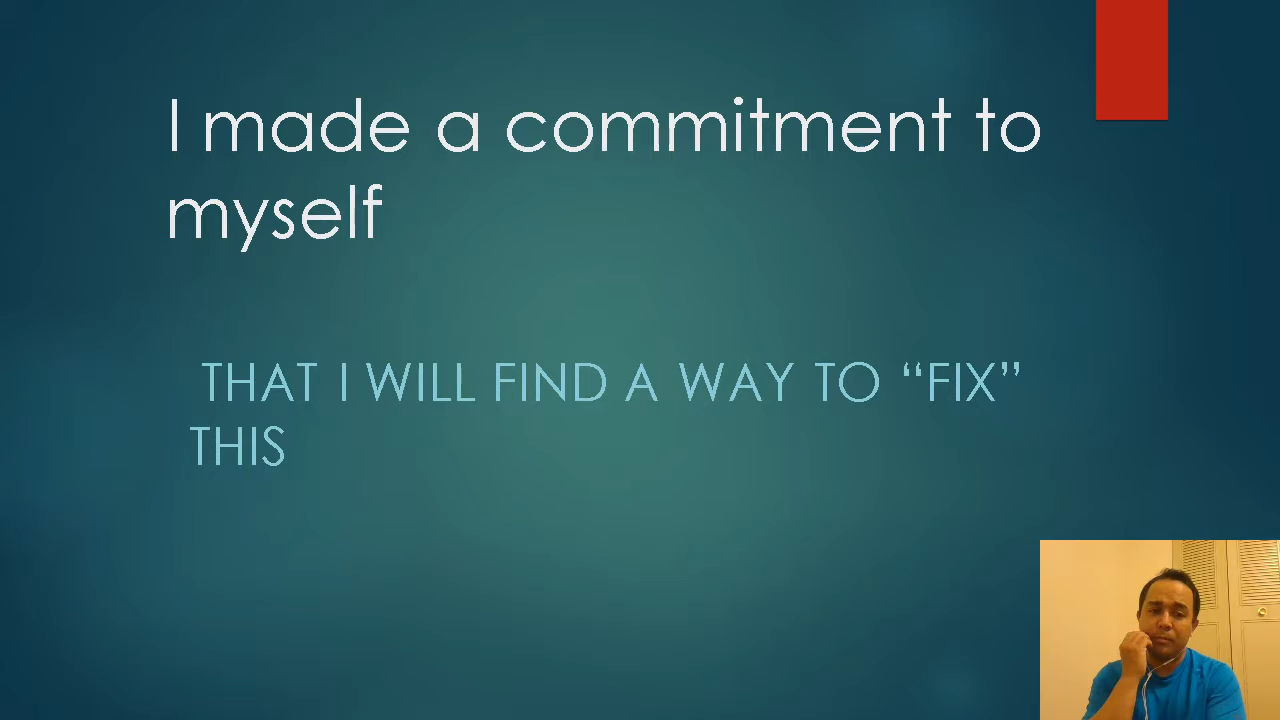 I made a commitment to
myself
THAT I WILL FIND A WAY TO “FIX”
THIS